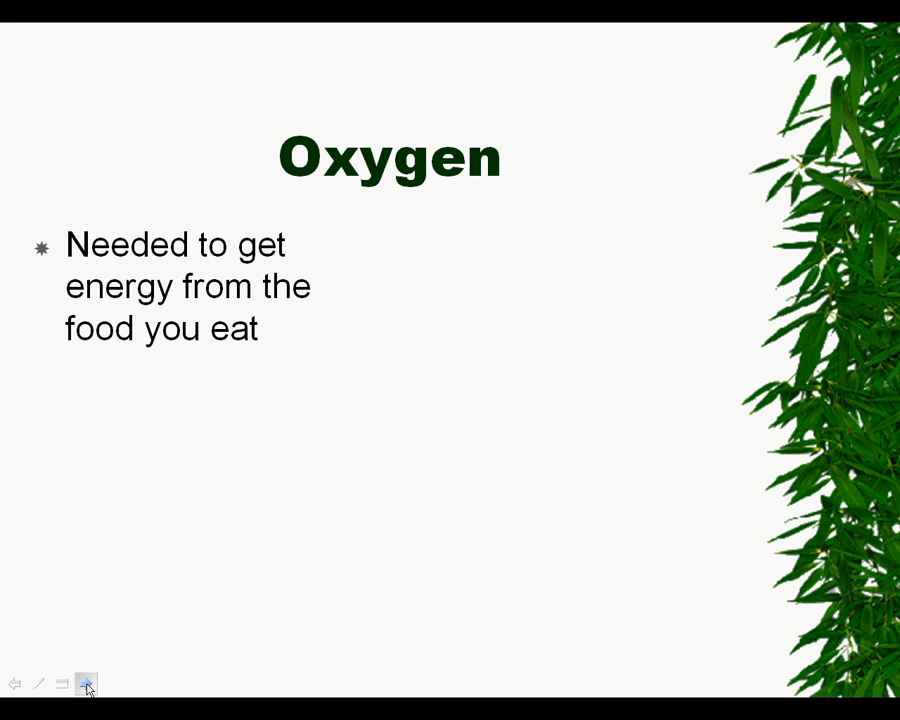 Oxygen
Needed to get
energy from the
food you eat